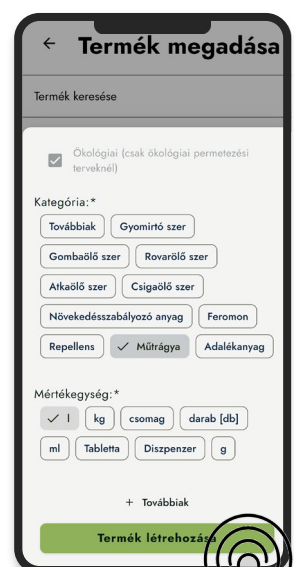 ← Termék megadása
Termék keresése
Ökológiai (csak ökológiai permetezési
terveknél)
Kategória:*
Továbbiak Gyomirtó szer
Gombaölő szer Rovarölő szer
Atkaölő szer Csigaölő szer
Növekedésszabályozó anyag Feromon
Repellens Műtrágya Adalékanyag
Mértékegység:*
l kg csomag darab [db]
ml Tabletta Diszpenzer g
+ Továbbiak
Termék létrehozása